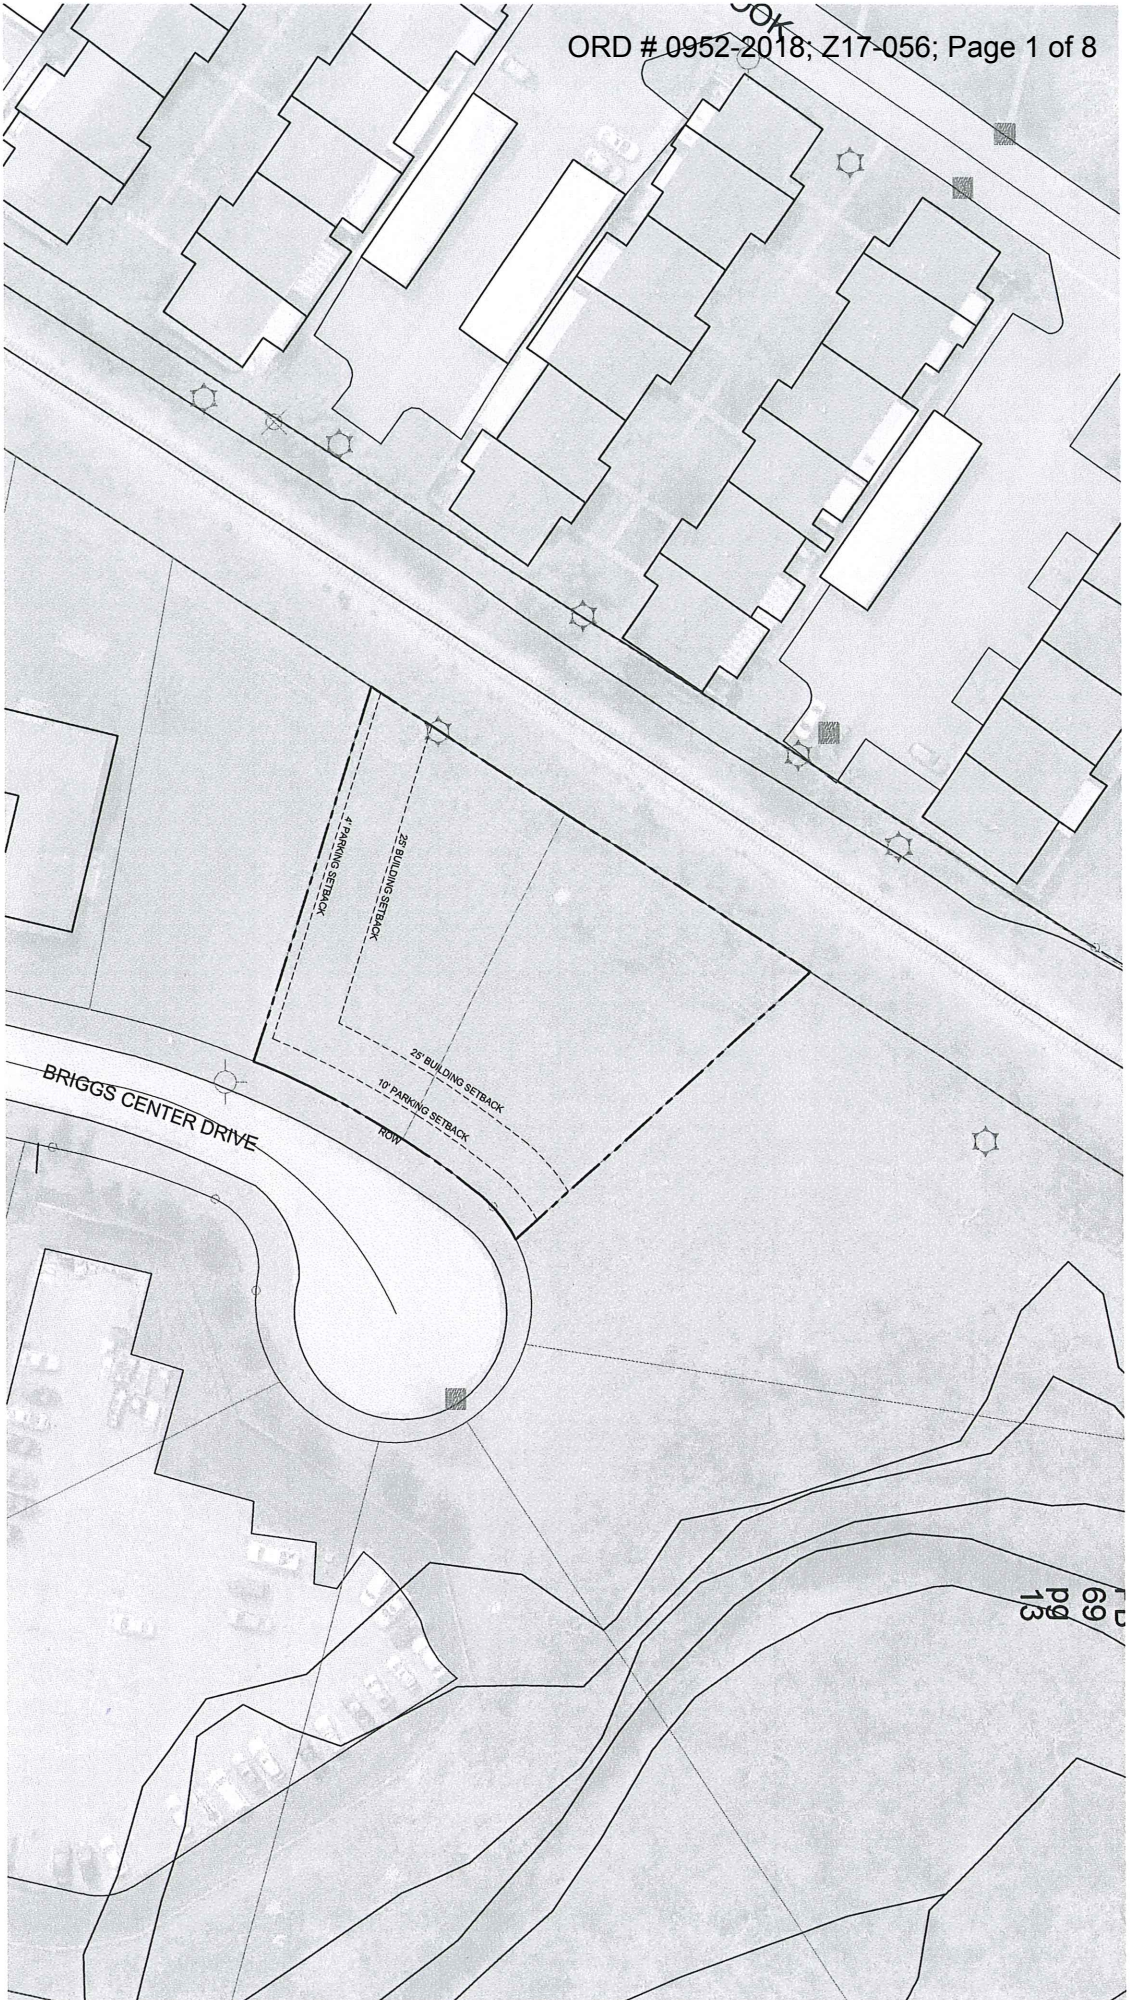 OOK
ORD # 0952-2018; Z17-056; Page 1 of 8
4' PARKING SETBACK
25' BUILDING SETBACK
25' BUILDING SETBACK
10' PARKING SETBACK
ROW
BRIGGS CENTER DRIVE
69
pg
13